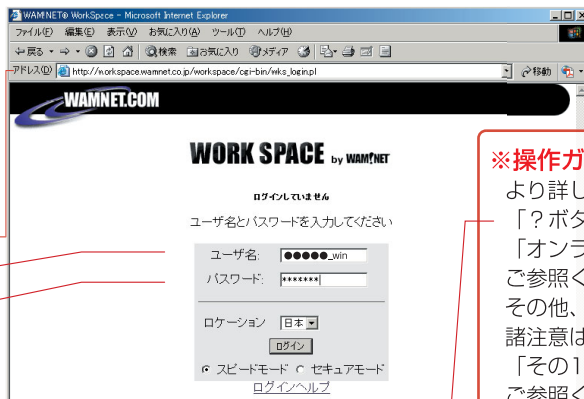 WAM!NET® WorkSpace - Microsoft Internet Explorer
ファイル(F) 編集(E) 表示(V) お気に入り(A) ツール(T) ヘルプ(H)
戻る 検索 お気に入り メディア
アドレス(D) http://workspace.wamnet.co.jp/workspace/cgi-bin/wks_login.pl 移動
WAMNET.COM
WORK SPACE by WAM!NET
ログインしていません
ユーザ名とパスワードを入力してください
ユーザ名: ●●●●●_win
パスワード: *******
ロケーション 日本
ログイン
スピードモード セキュアモード
ログインヘルプ
※操作ガ
より詳し
「?ボタ
「オンラ
ご参照く
その他、
諸注意は
「その1
ご参照く